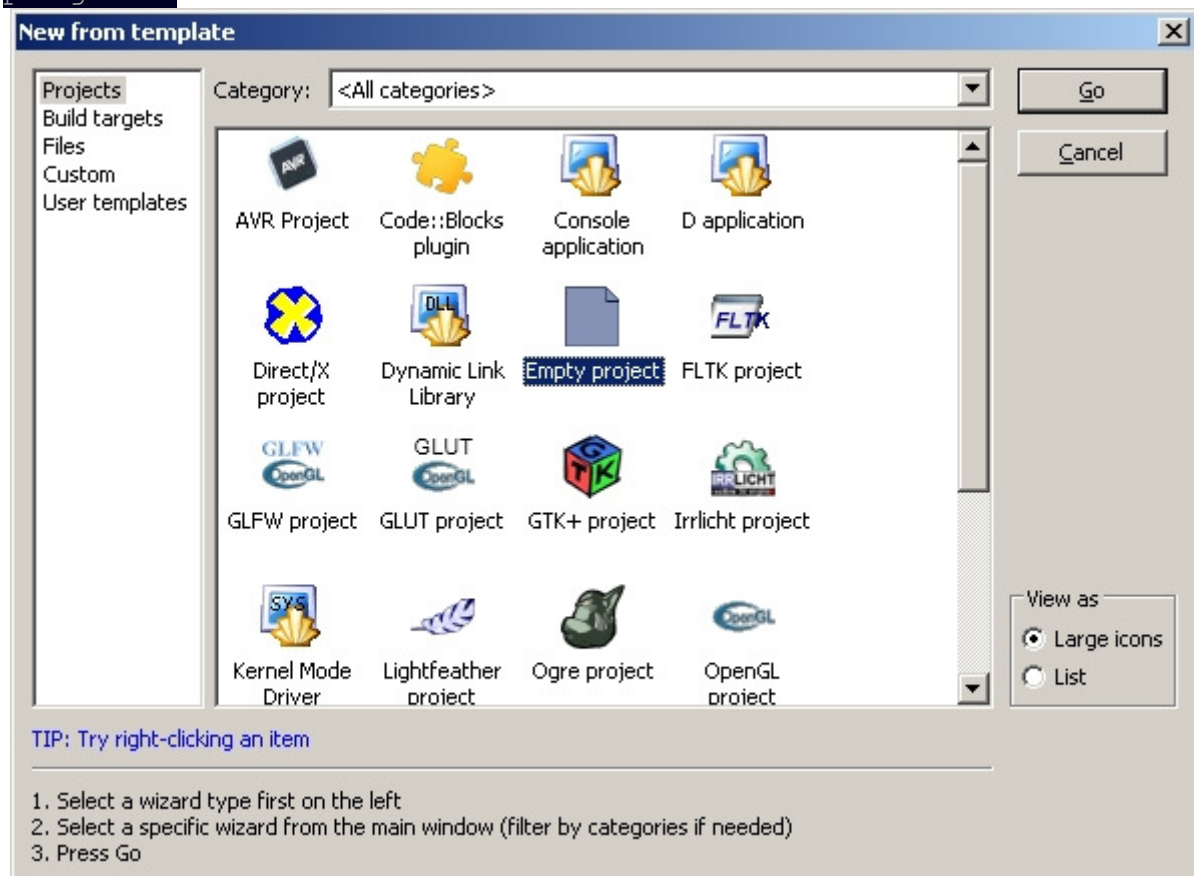 New from template
Projects
Build targets
Files
Custom
User templates
Category: <All categories>
Go
Cancel
AVR
AVR Project
Code::Blocks
plugin
Console
application
D application
Direct/X
project
DLL
Dynamic Link
Library
Empty project
FLTK
FLTK project
GLFW
OpenGL
GLFW project
GLUT
OpenGL
GLUT project
GTK
GTK+ project
IRRLICHT
Irrlicht project
SYS
Kernel Mode
Driver
Lightfeather
project
Ogre project
OpenGL
OpenGL
project
View as
Large icons
List
TIP: Try right-clicking an item
1. Select a wizard type first on the left
2. Select a specific wizard from the main window (filter by categories if needed)
3. Press Go